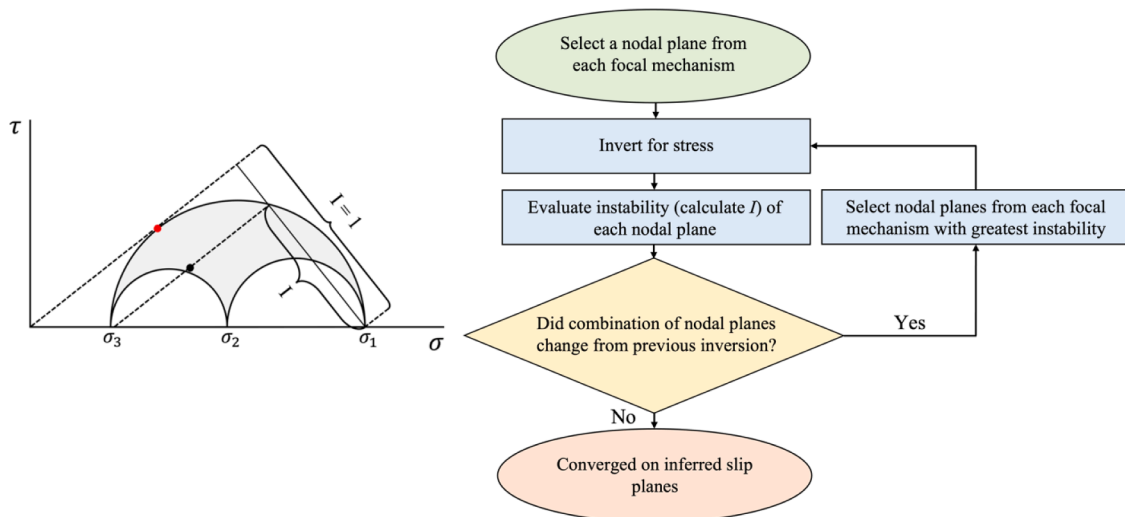 τ
I = 1
I
σ₃
σ₂
σ₁
σ
Select a nodal plane from
each focal mechanism
Invert for stress
Evaluate instability (calculate I) of
each nodal plane
Select nodal planes from each focal
mechanism with greatest instability
Did combination of nodal planes
change from previous inversion?
Yes
No
Converged on inferred slip
planes